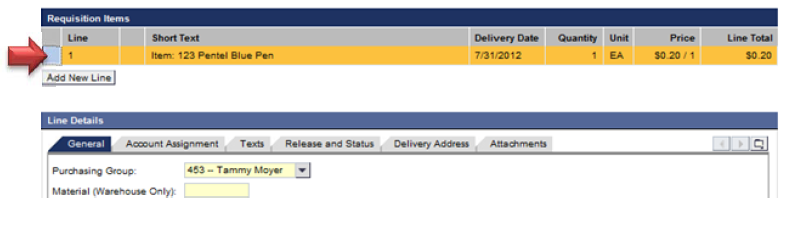 Requisition Items
Line Short Text Delivery Date Quantity Unit Price Line Total
1 Item: 123 Pentel Blue Pen 7/31/2012 1 EA $0.20 / 1 $0.20
Add New Line
Line Details
General Account Assignment Texts Release and Status Delivery Address Attachments
Purchasing Group: 453 -- Tammy Moyer
Material (Warehouse Only):